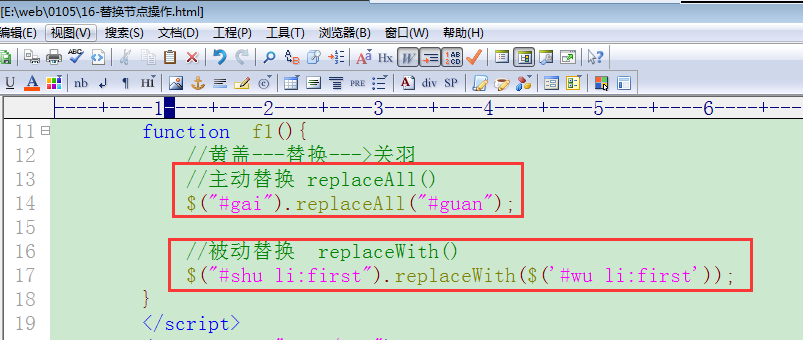 [E:\web\0105\16-替换节点操作.html]
编辑(E) 视图(V) 搜索(S) 文档(D) 工程(P) 工具(T) 浏览器(B) 窗口(W) 帮助(H)
Aa Hx W
U A nb HI PRE A div SP
1 2 3 4 5 6
11 function f1(){
12 //黄盖---替换--->关羽
13 //主动替换 replaceAll()
14 $("#gai").replaceAll("#guan");
15
16 //被动替换 replaceWith()
17 $("#shu li:first").replaceWith($('#wu li:first'));
18 }
19 </script>